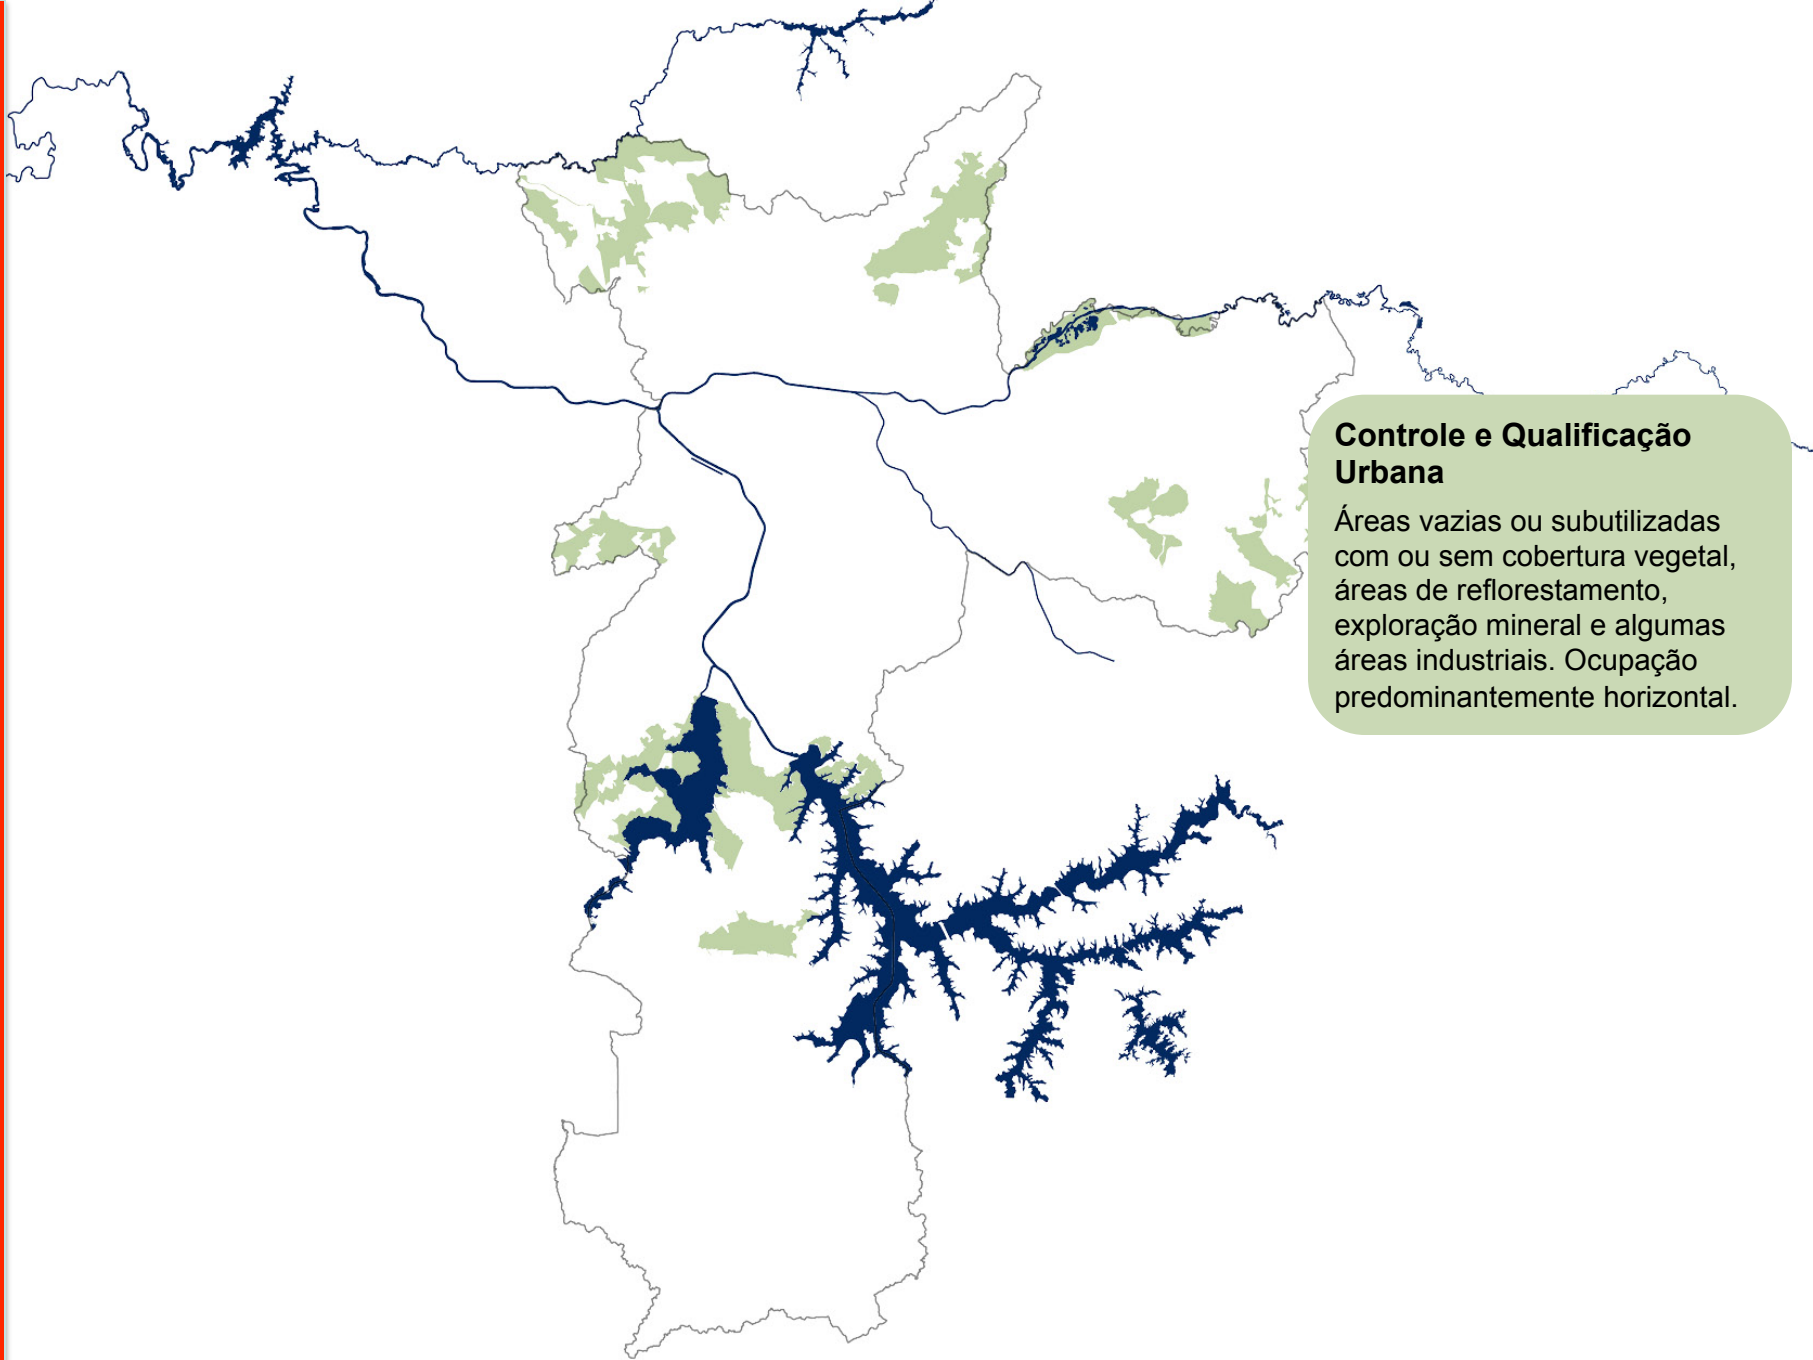 Controle e Qualificação
Urbana
Áreas vazias ou subutilizadas
com ou sem cobertura vegetal,
áreas de reflorestamento,
exploração mineral e algumas
áreas industriais. Ocupação
predominantemente horizontal.